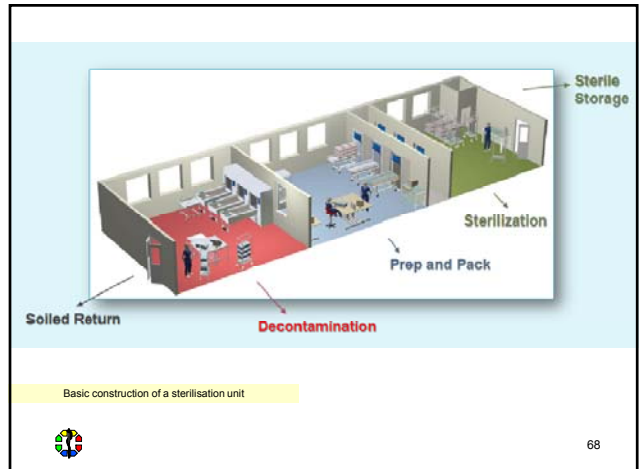 Sterile
Storage
Sterilization
Prep and Pack
Soiled Return
Decontamination
Basic construction of a sterilisation unit
68